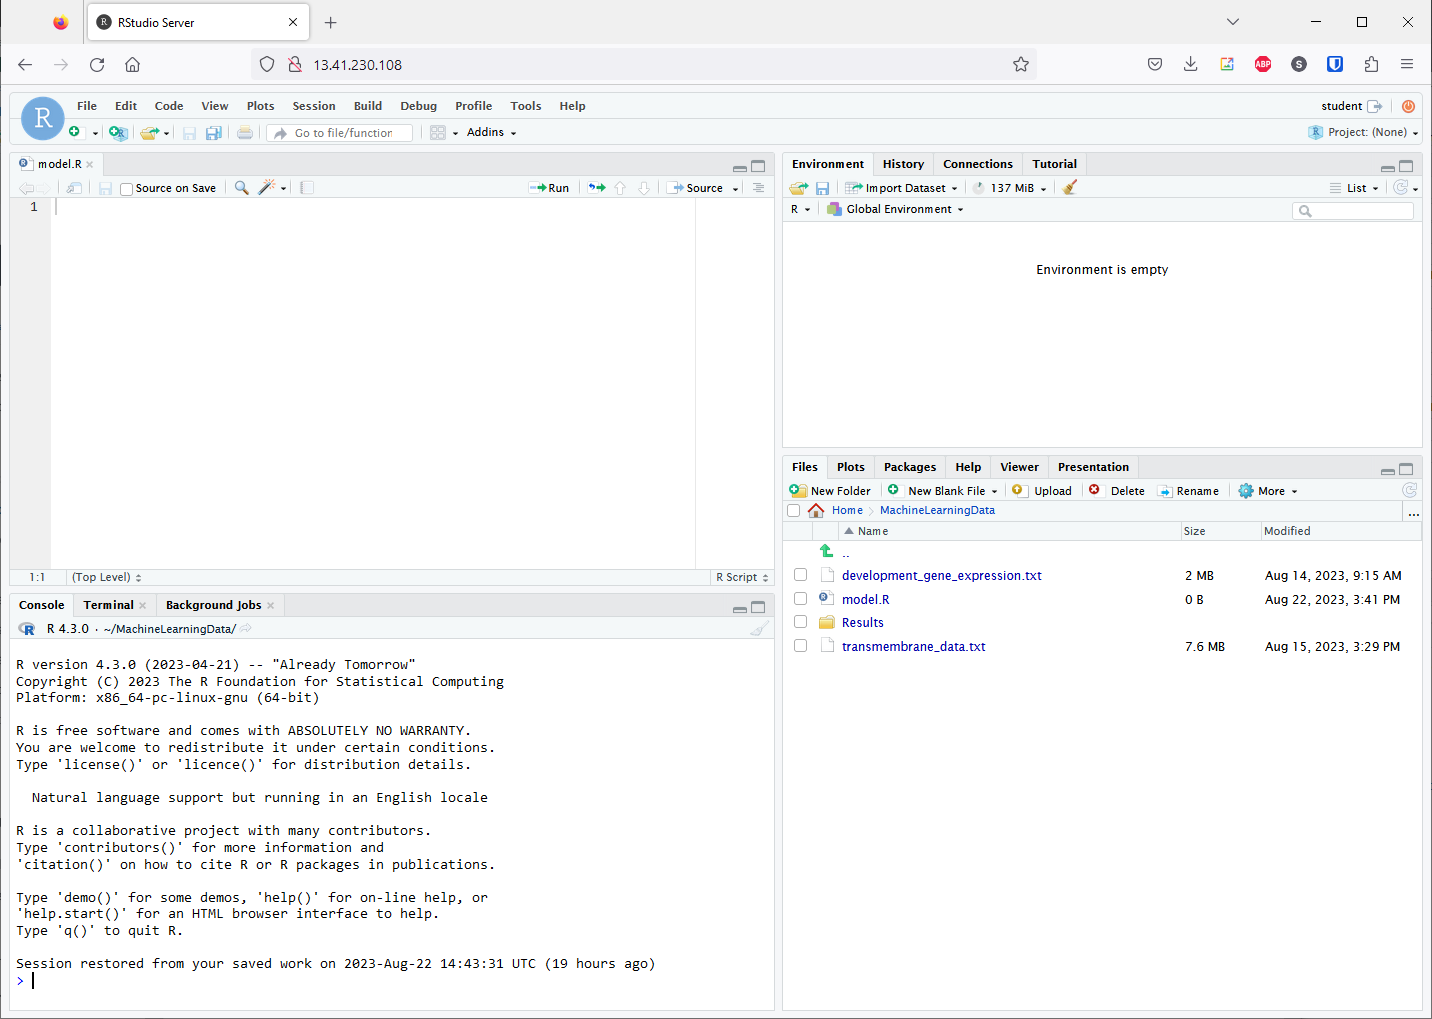 RStudio Server
13.41.230.108
ABP
S
R
File Edit Code View Plots Session Build Debug Profile Tools Help
student
Go to file/function
Addins
Project: (None)
model.R
Source on Save
Run
Source
1
1:1
(Top Level)
R Script
Console Terminal Background Jobs
R 4.3.0 · ~/MachineLearningData/
R version 4.3.0 (2023-04-21) -- "Already Tomorrow"
Copyright (C) 2023 The R Foundation for Statistical Computing
Platform: x86_64-pc-linux-gnu (64-bit)
R is free software and comes with ABSOLUTELY NO WARRANTY.
You are welcome to redistribute it under certain conditions.
Type 'license()' or 'licence()' for distribution details.
Natural language support but running in an English locale
R is a collaborative project with many contributors.
Type 'contributors()' for more information and
'citation()' on how to cite R or R packages in publications.
Type 'demo()' for some demos, 'help()' for on-line help, or
'help.start()' for an HTML browser interface to help.
Type 'q()' to quit R.
Session restored from your saved work on 2023-Aug-22 14:43:31 UTC (19 hours ago)
>
Environment History Connections Tutorial
Import Dataset
137 MiB
List
R
Global Environment
Environment is empty
Files Plots Packages Help Viewer Presentation
New Folder New Blank File Upload Delete Rename More
Home MachineLearningData ...
Name Size Modified
..
development_gene_expression.txt 2 MB Aug 14, 2023, 9:15 AM
model.R 0 B Aug 22, 2023, 3:41 PM
Results
transmembrane_data.txt 7.6 MB Aug 15, 2023, 3:29 PM